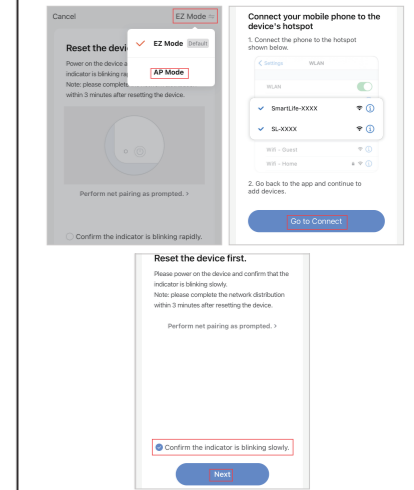 Cancel
EZ Mode
Reset the devi
Power on the device a
indicator is blinking ra
Note: please complete
within 3 minutes after resetting the device.
EZ Mode Default
AP Mode
Perform net pairing as prompted. >
Confirm the indicator is blinking rapidly.
Connect your mobile phone to the
device's hotspot
1. Connect the phone to the hotspot
shown below.
Settings WLAN
WLAN
SmartLife-XXXX
SL-XXXX
Wifi - Guest
Wifi - Home
2. Go back to the app and continue to
add devices.
Go to Connect
Reset the device first.
Please power on the device and confirm that the
indicator is blinking slowly.
Note: please complete the network distribution
within 3 minutes after resetting the device.
Perform net pairing as prompted. >
Confirm the indicator is blinking slowly.
Next